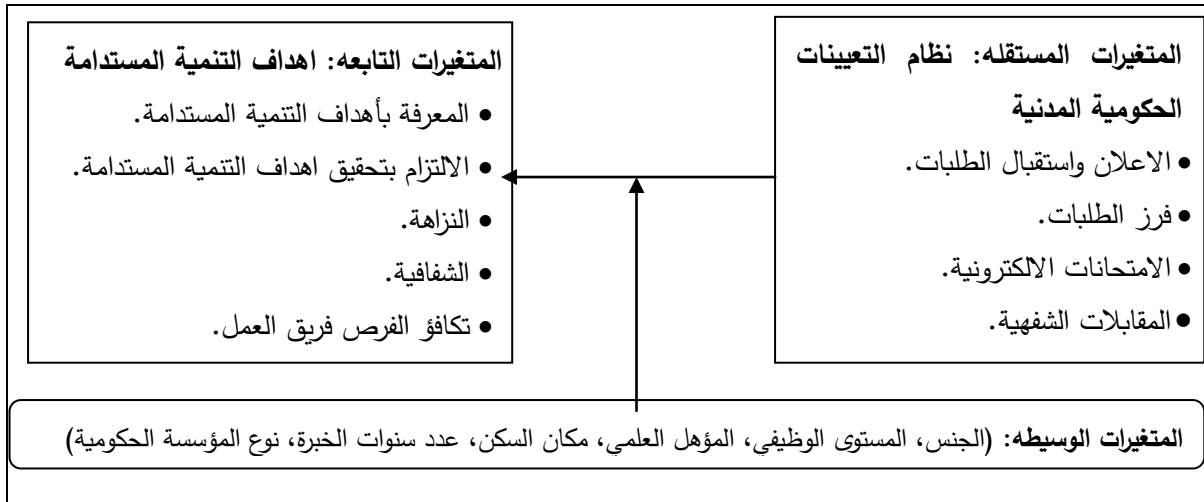 المتغيرات المستقله: نظام التعيينات
الحكومية المدنية
• الاعلان واستقبال الطلبات.
• فرز الطلبات.
• الامتحانات الالكترونية.
• المقابلات الشفهية.
المتغيرات التابعه: اهداف التنمية المستدامة
• المعرفة بأهداف التنمية المستدامة.
• الالتزام بتحقيق اهداف التنمية المستدامة.
• النزاهة.
• الشفافية.
• تكافؤ الفرص فريق العمل.
المتغيرات الوسيطه: (الجنس، المستوى الوظيفي، المؤهل العلمي، مكان السكن، عدد سنوات الخبرة، نوع المؤسسة الحكومية)